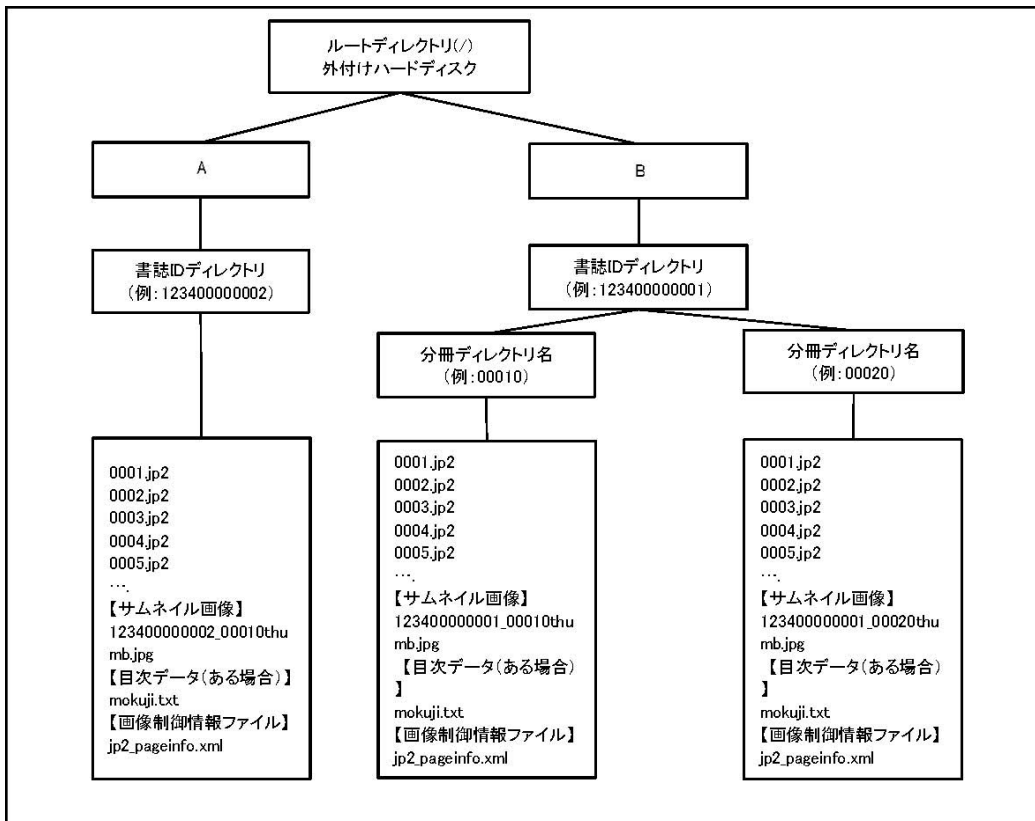 ルートディレクトリ(/)
外付けハードディスク
A
B
書誌IDディレクトリ
(例:123400000002)
書誌IDディレクトリ
(例:123400000001)
分冊ディレクトリ名
(例:00010)
分冊ディレクトリ名
(例:00020)
0001.jp2
0002.jp2
0003.jp2
0004.jp2
0005.jp2
….
【サムネイル画像】
123400000002_00010thu
mb.jpg
【目次データ(ある場合)】
mokuji.txt
【画像制御情報ファイル】
jp2_pageinfo.xml
0001.jp2
0002.jp2
0003.jp2
0004.jp2
0005.jp2
….
【サムネイル画像】
123400000001_00010thu
mb.jpg
【目次データ(ある場合)
】
mokuji.txt
【画像制御情報ファイル】
jp2_pageinfo.xml
0001.jp2
0002.jp2
0003.jp2
0004.jp2
0005.jp2
….
【サムネイル画像】
123400000001_00020thu
mb.jpg
【目次データ(ある場合)
】
mokuji.txt
【画像制御情報ファイル】
jp2_pageinfo.xml